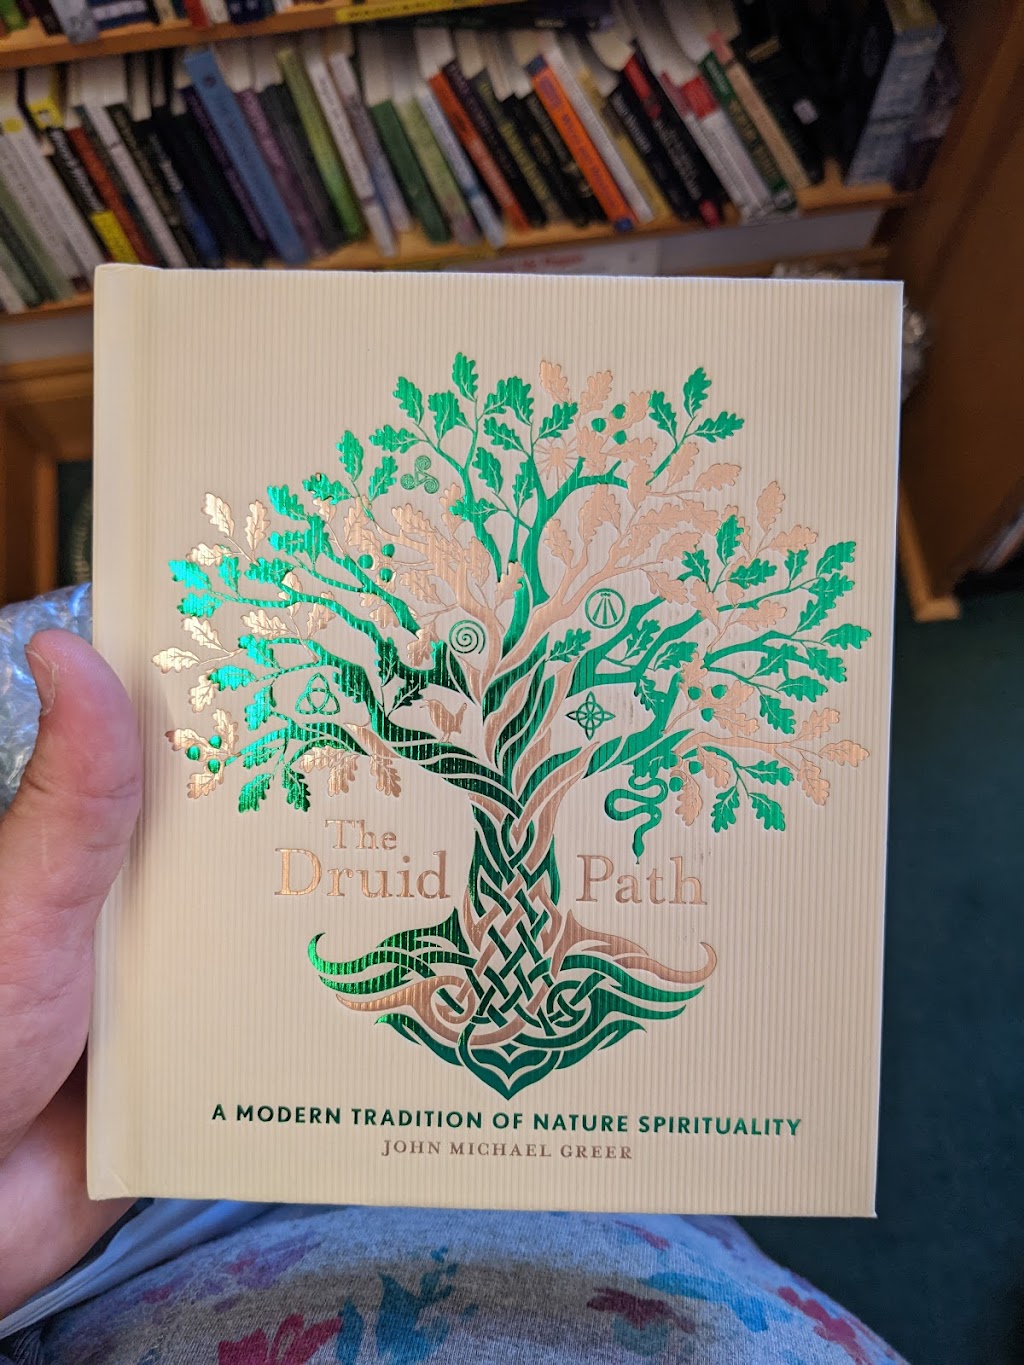 The
Druid Path
A MODERN TRADITION OF NATURE SPIRITUALITY
JOHN MICHAEL GREER